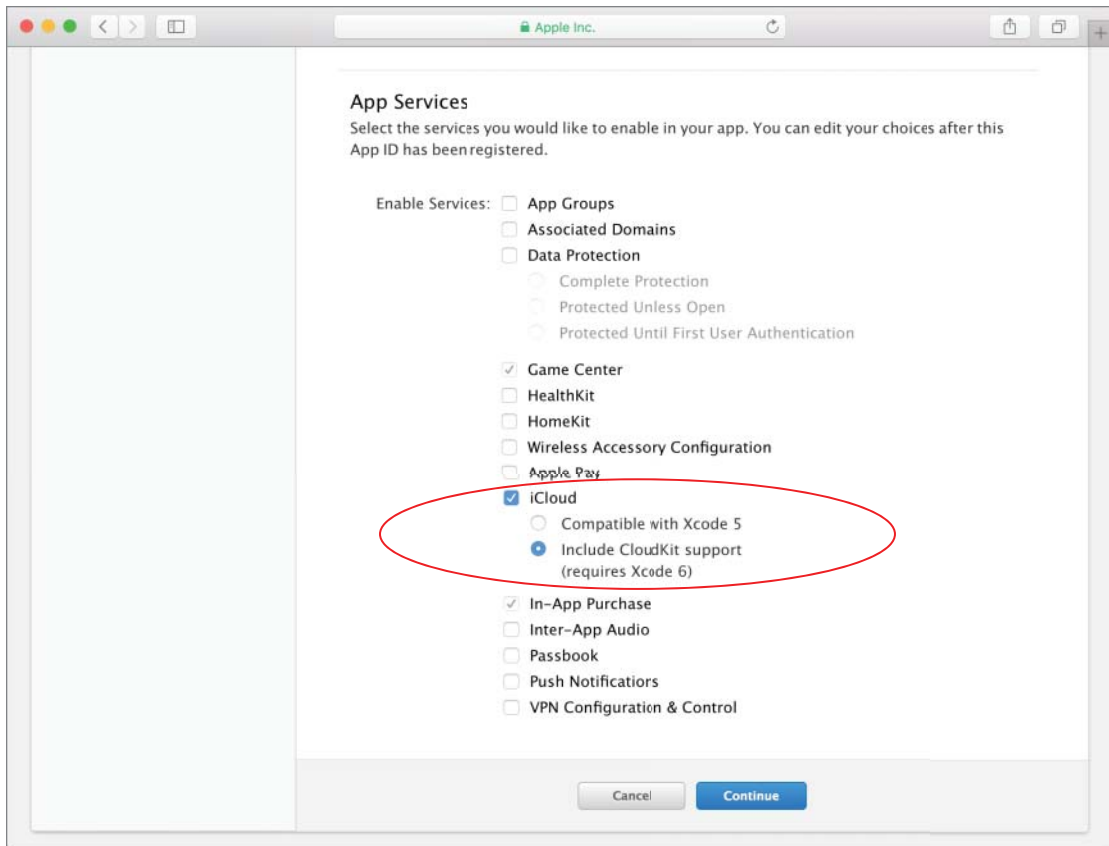 Apple Inc.
App Services
Select the services you would like to enable in your app. You can edit your choices after this
App ID has been registered.
Enable Services: App Groups
Associated Domains
Data Protection
Complete Protection
Protected Unless Open
Protected Until First User Authentication
Game Center
HealthKit
HomeKit
Wireless Accessory Configuration
Apple Pay
iCloud
Compatible with Xcode 5
Include CloudKit support
(requires Xcode 6)
In-App Purchase
Inter-App Audio
Passbook
Push Notifications
VPN Configuration & Control
Cancel Continue